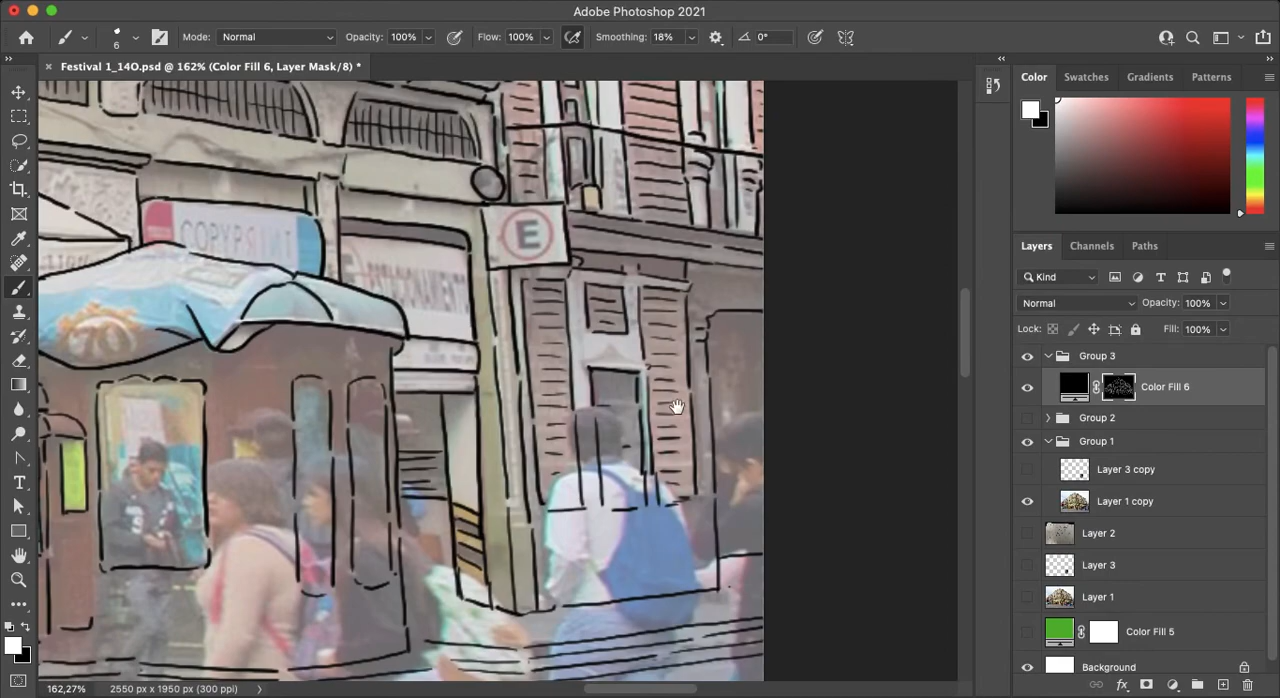 Adobe Photoshop 2021
6
Mode: Normal Opacity: 100% Flow: 100% Smoothing: 18% 0°
Festival 1_14O.psd @ 162% (Color Fill 6, Layer Mask/8) *
Color Swatches Gradients Patterns
COPYPRINT
E
Layers Channels Paths
Kind
Normal Opacity: 100%
Lock: Fill: 100%
Group 3
Color Fill 6
Group 2
Group 1
Layer 3 copy
Layer 1 copy
Layer 2
Layer 3
Layer 1
Color Fill 5
Background
162,27% 2550 px x 1950 px (300 ppi)